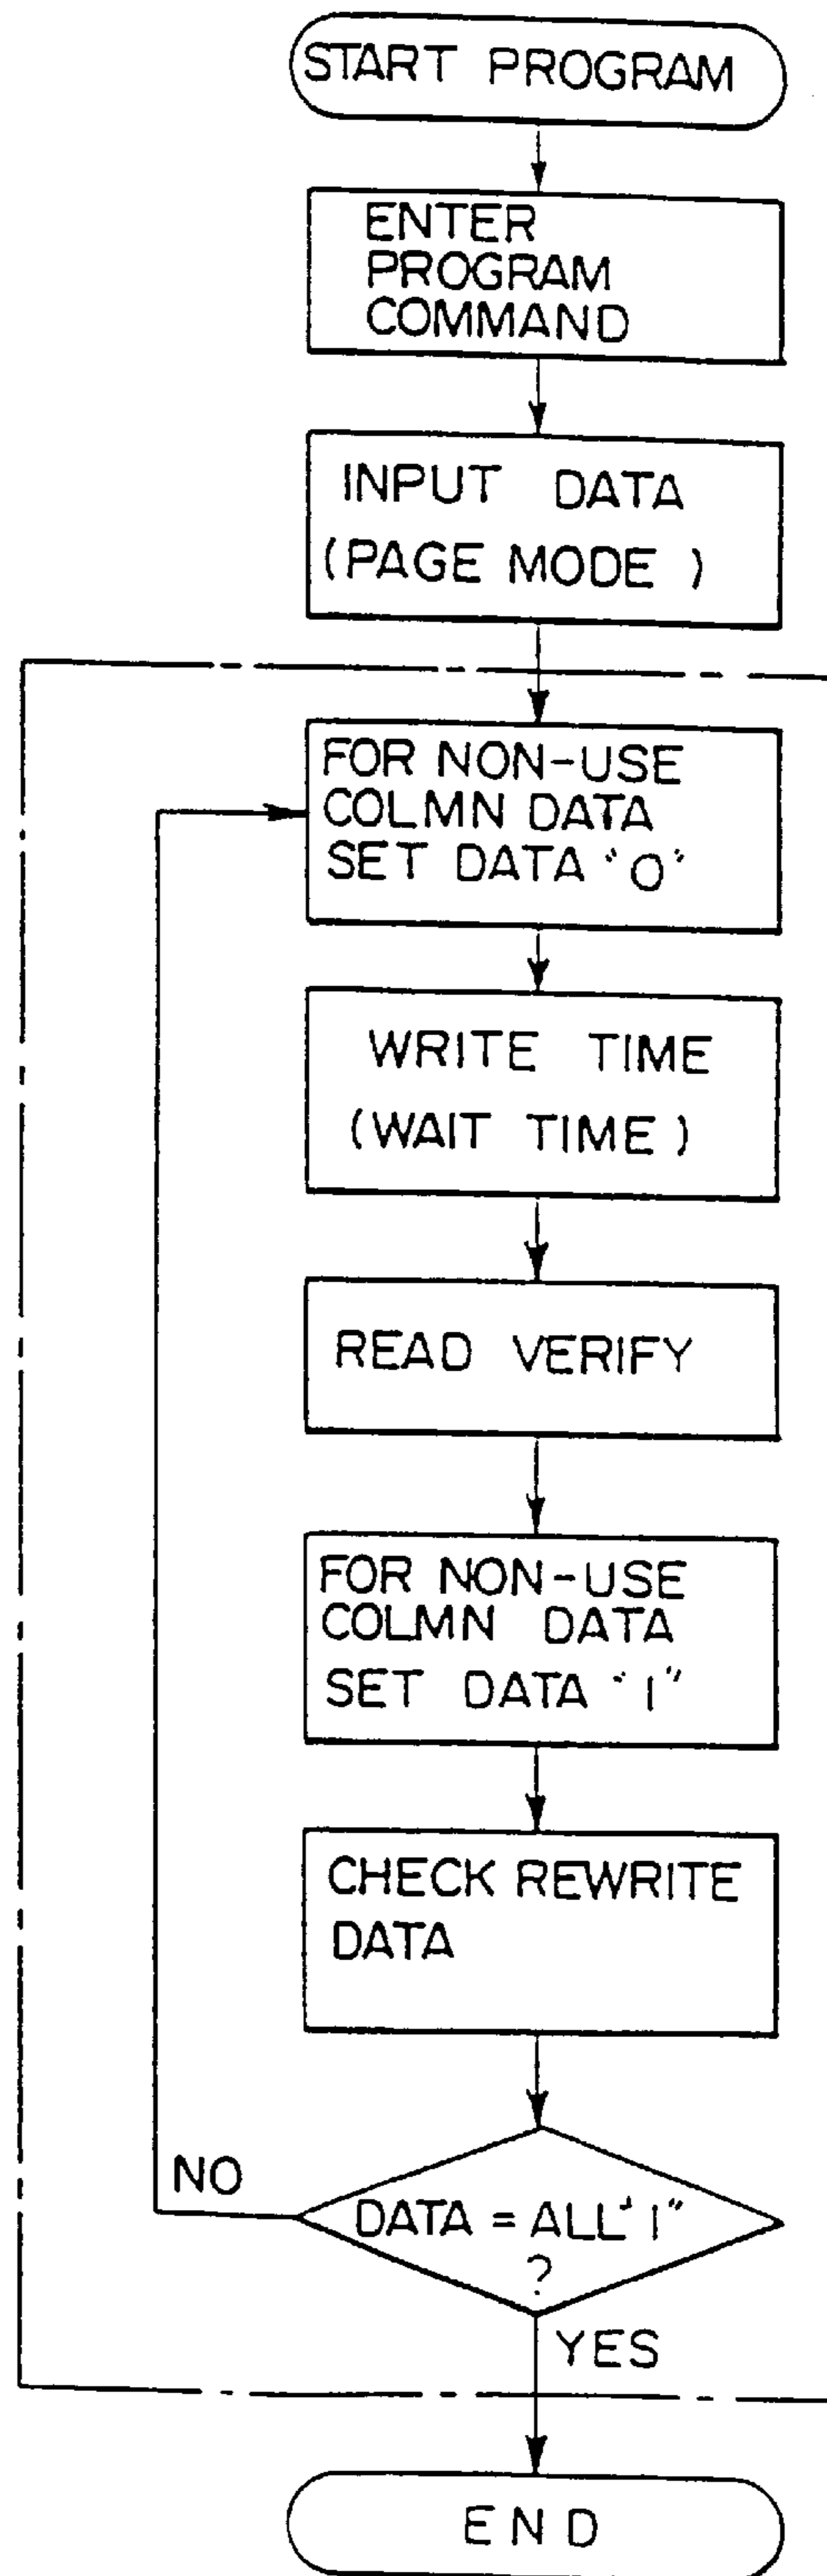 START PROGRAM
ENTER
PROGRAM
COMMAND
INPUT DATA
(PAGE MODE)
FOR NON-USE
COLMN DATA
SET DATA "0"
WRITE TIME
(WAIT TIME)
READ VERIFY
FOR NON-USE
COLMN DATA
SET DATA "1"
CHECK REWRITE
DATA
NO
DATA = ALL "1"
?
YES
END